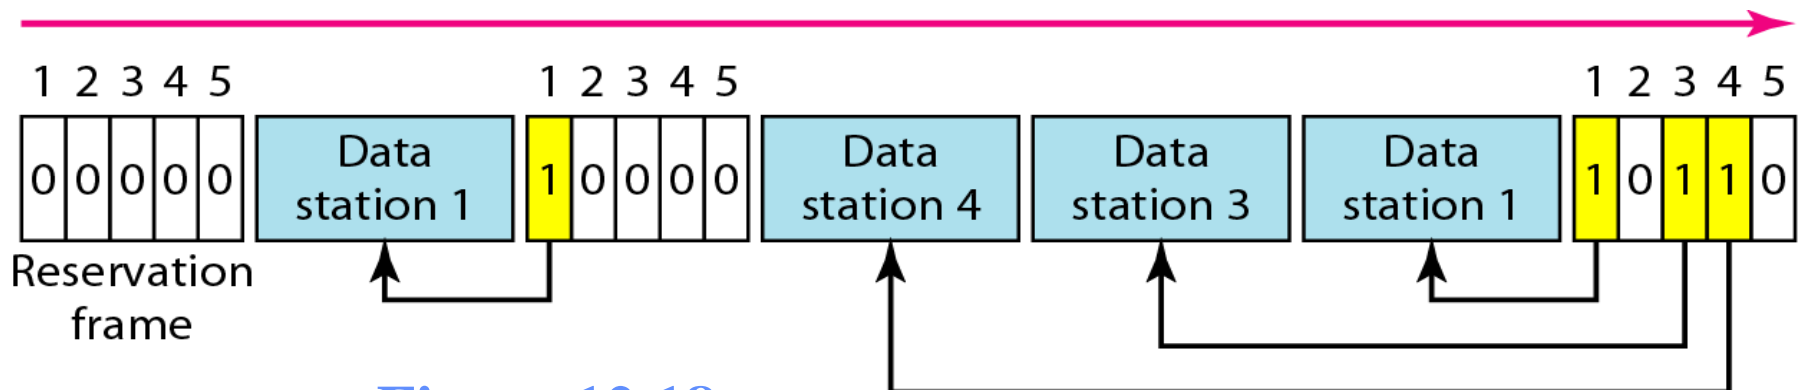 1 2 3 4 5
1 2 3 4 5
1 2 3 4 5
0 0 0 0 0
Data
station 1
1 0 0 0 0
Data
station 4
Data
station 3
Data
station 1
1 0 1 1 0
Reservation
frame